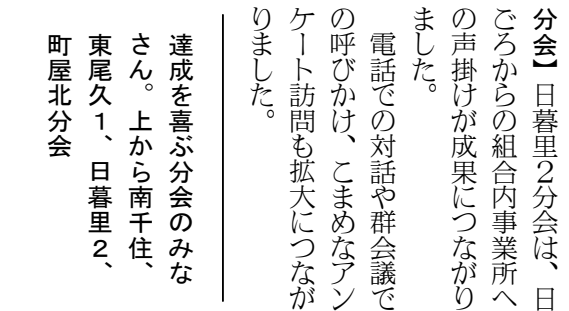 分会】日暮里２分会は、日
ごろからの組合内事業所へ
の声掛けが成果につながり
ました。
電話での対話や群会議で
の呼びかけ、こまめなアン
ケート訪問も拡大につなが
りました。
達成を喜ぶ分会のみな
さん。上から南千住、
東尾久１、日暮里２、
町屋北分会